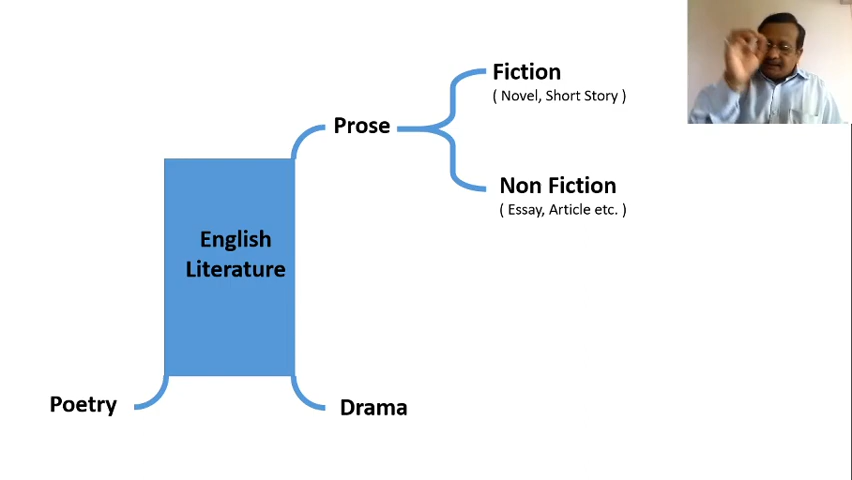 Fiction
( Novel, Short Story )
Prose
Non Fiction
( Essay, Article etc. )
English
Literature
Poetry
Drama